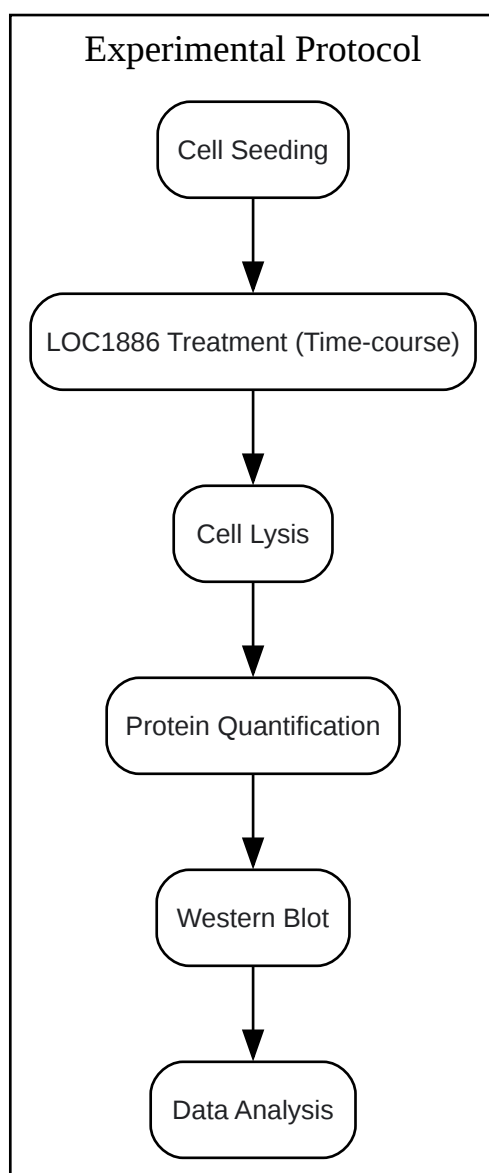 Experimental Protocol
Cell Seeding
LOC1886 Treatment (Time-course)
Cell Lysis
Protein Quantification
Western Blot
Data Analysis